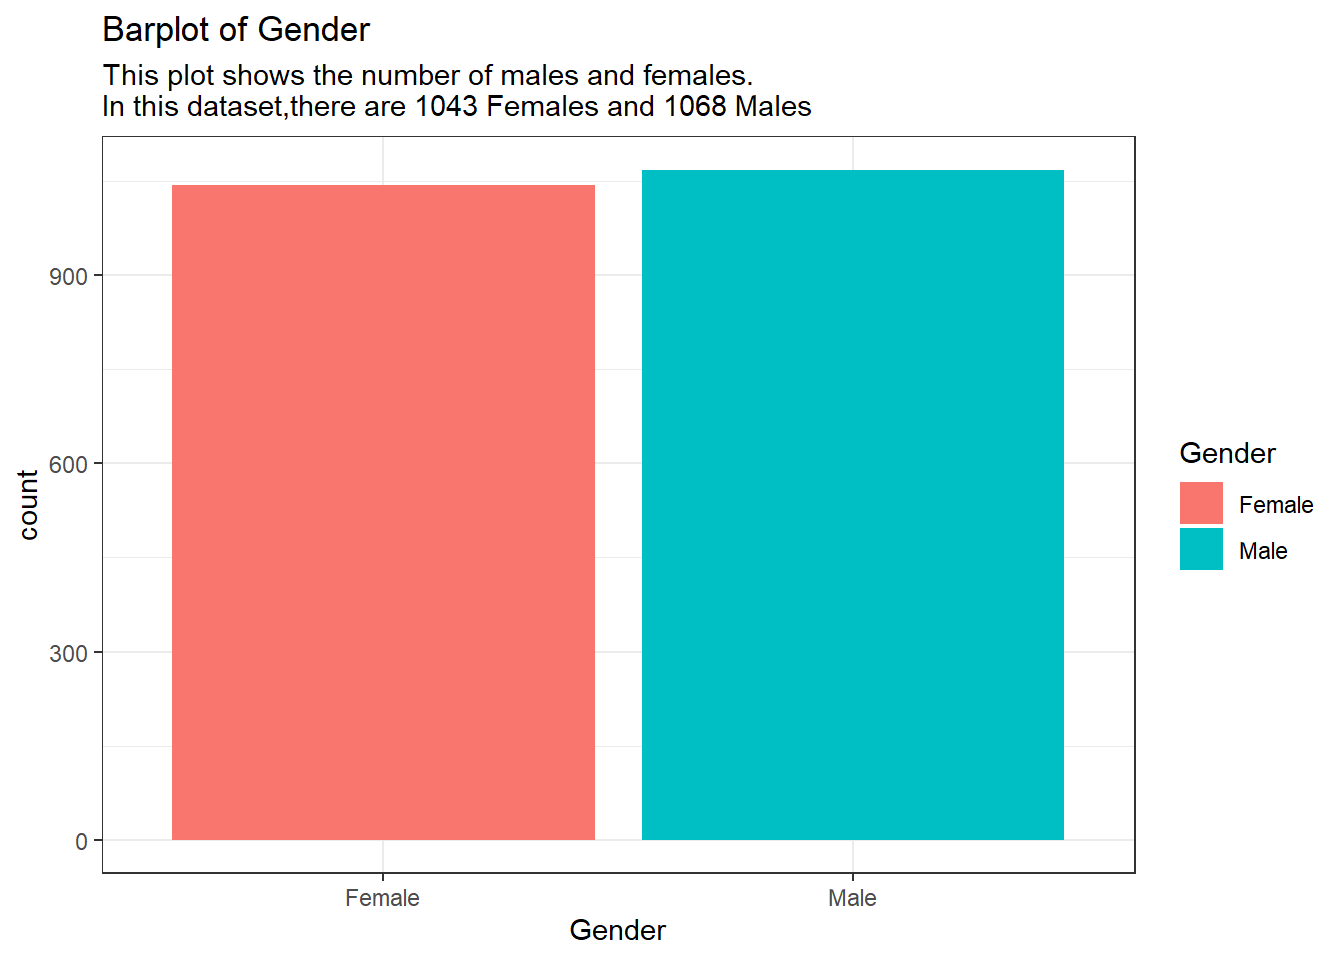 Barplot of Gender
This plot shows the number of males and females.
In this dataset,there are 1043 Females and 1068 Males
count
900
600
300
0
Female
Male
Gender
Gender
Female
Male